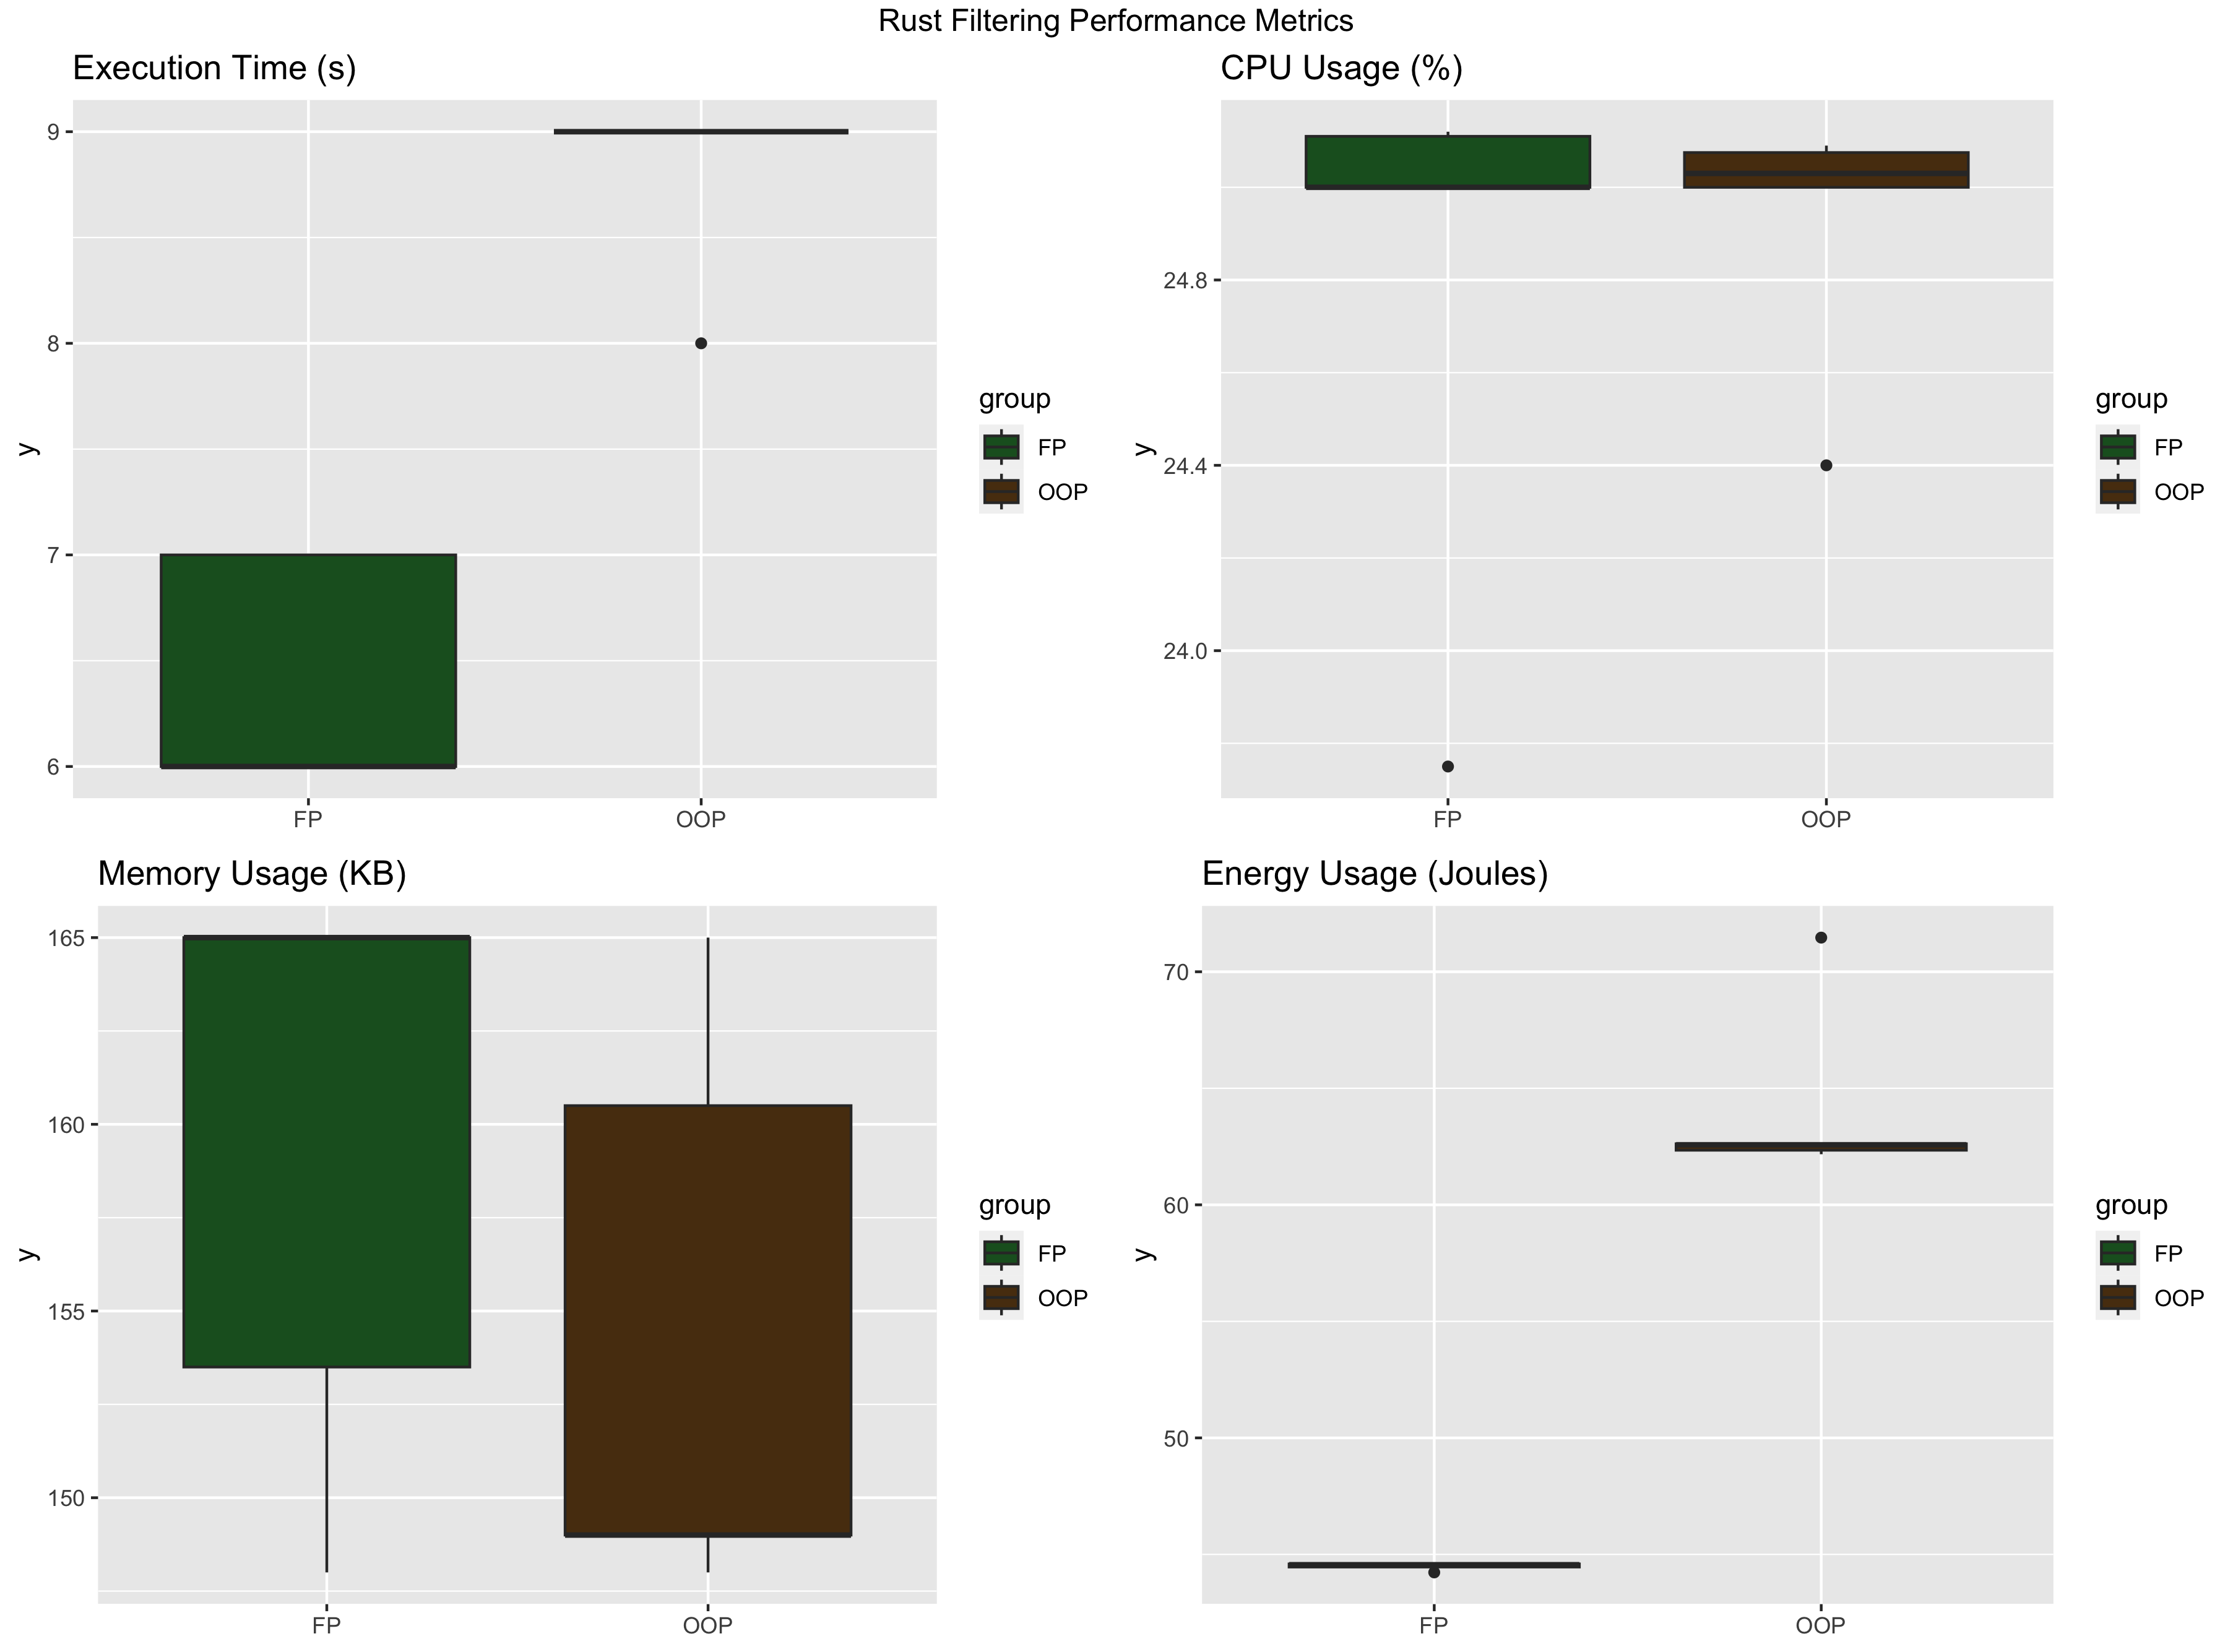 Rust Filtering Performance Metrics
Execution Time (s)
9
8
7
6
y
FP
OOP
group
FP
OOP
CPU Usage (%)
24.8
24.4
24.0
y
FP
OOP
group
FP
OOP
Memory Usage (KB)
165
160
155
150
y
FP
OOP
group
FP
OOP
Energy Usage (Joules)
70
60
50
y
FP
OOP
group
FP
OOP